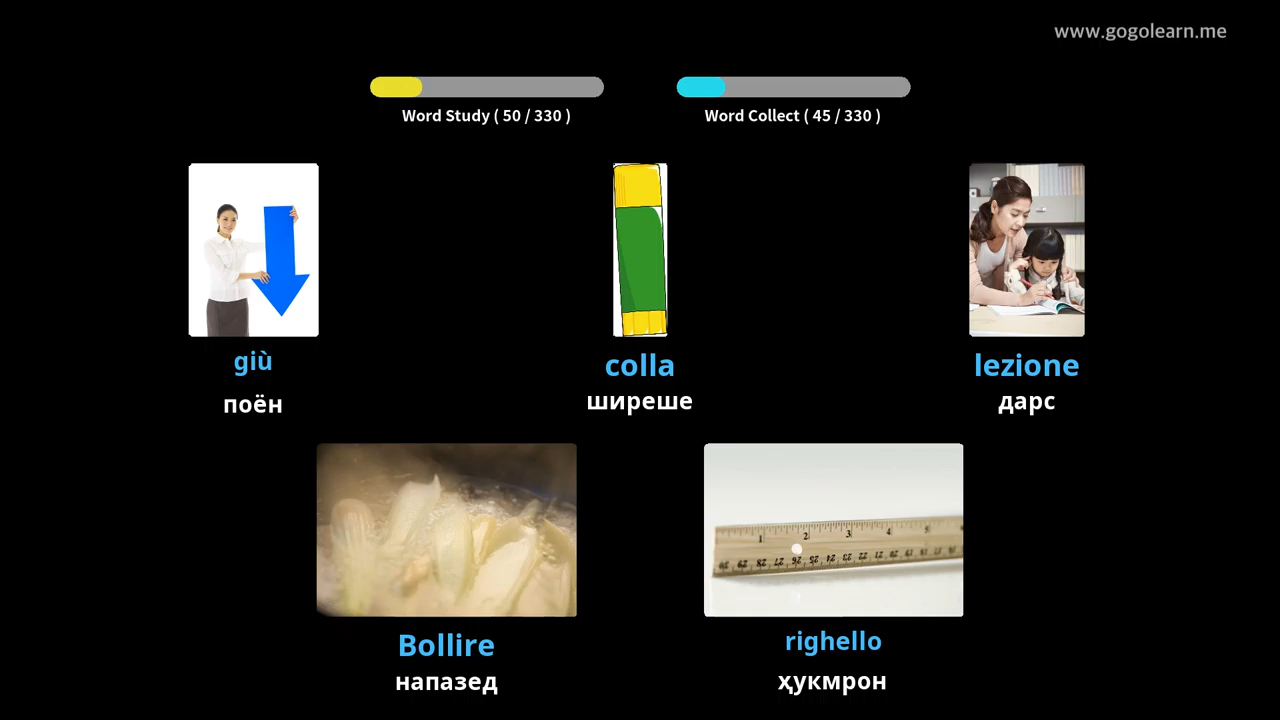 www.gogolearn.me
Word Study ( 50 / 330 )
Word Collect ( 45 / 330 )
giù
colla
lezione
поён
ширеше
дарс
Bollire
righello
напазед
ҳукмрон